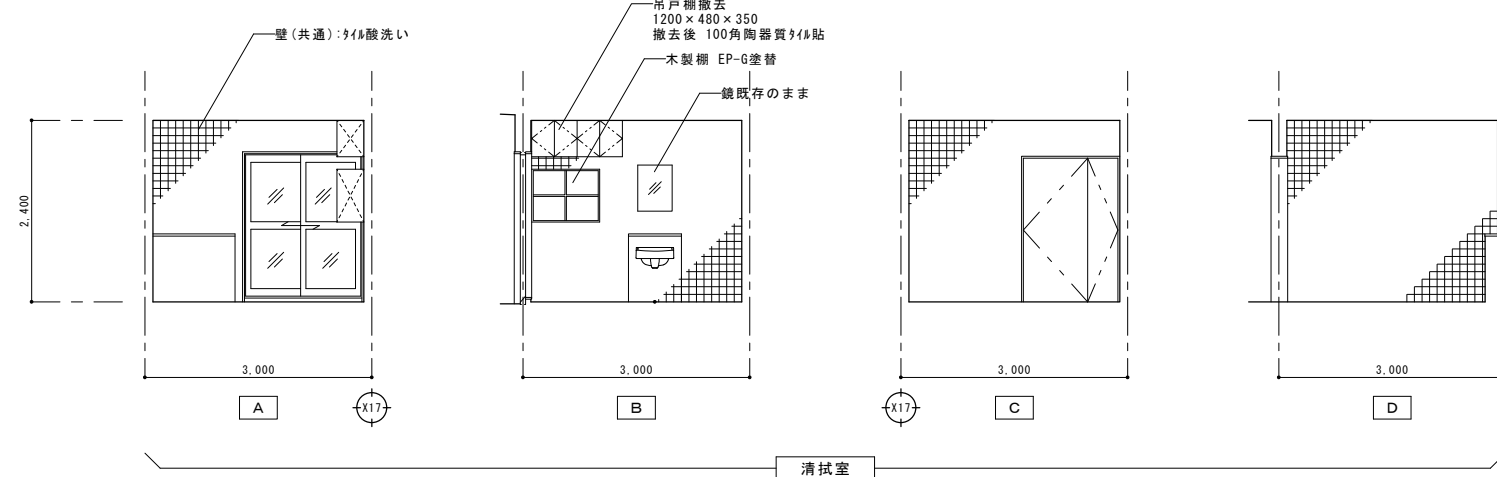 吊戸棚撤去
1200×480×350
撤去後 100角陶器質ﾀｲﾙ貼
壁(共通):ﾀｲﾙ酸洗い
木製棚 EP-G塗替
鏡既存のまま
2,400
3,000
3,000
3,000
3,000
A
X17
B
X17
C
D
清拭室